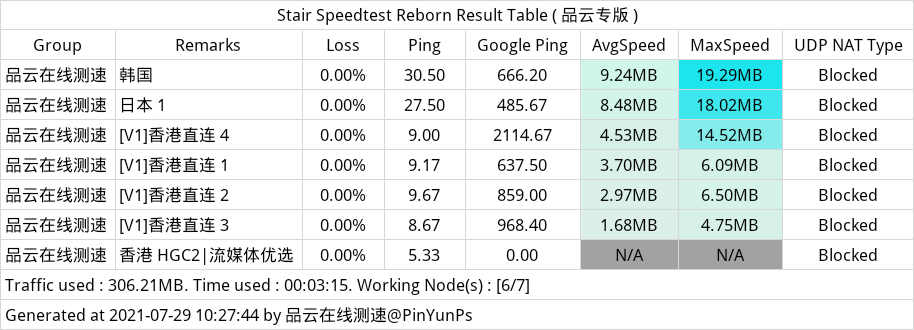 Stair Speedtest Reborn Result Table ( 品云专版 )
Group Remarks Loss Ping Google Ping AvgSpeed MaxSpeed UDP NAT Type
品云在线测速 韩国 0.00% 30.50 666.20 9.24MB 19.29MB Blocked
品云在线测速 日本 1 0.00% 27.50 485.67 8.48MB 18.02MB Blocked
品云在线测速 [V1]香港直连 4 0.00% 9.00 2114.67 4.53MB 14.52MB Blocked
品云在线测速 [V1]香港直连 1 0.00% 9.17 637.50 3.70MB 6.09MB Blocked
品云在线测速 [V1]香港直连 2 0.00% 9.67 859.00 2.97MB 6.50MB Blocked
品云在线测速 [V1]香港直连 3 0.00% 8.67 968.40 1.68MB 4.75MB Blocked
品云在线测速 香港 HGC2|流媒体优选 0.00% 5.33 0.00 N/A N/A Blocked
Traffic used : 306.21MB. Time used : 00:03:15. Working Node(s) : [6/7]
Generated at 2021-07-29 10:27:44 by 品云在线测速@PinYunPs